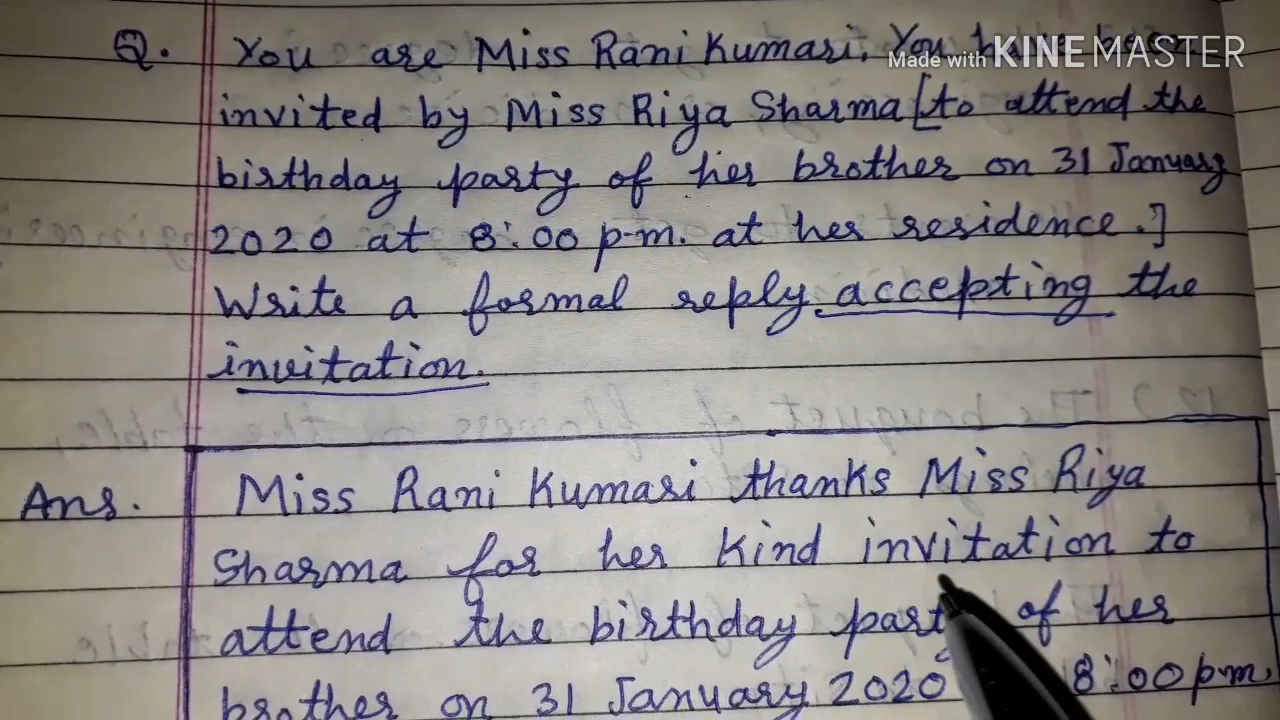 Q. You are Miss Rani Kumari. You have been
Made with KINEMASTER
invited by Miss Riya Sharma [to attend the
birthday party of her brother on 31 January
2020 at 8:00 p.m. at her residence.]
Write a formal reply accepting the
invitation.
Ans. Miss Rani Kumari thanks Miss Riya
Sharma for her kind invitation to
attend the birthday party of her
brother on 31 January 2020 8:00 p.m.